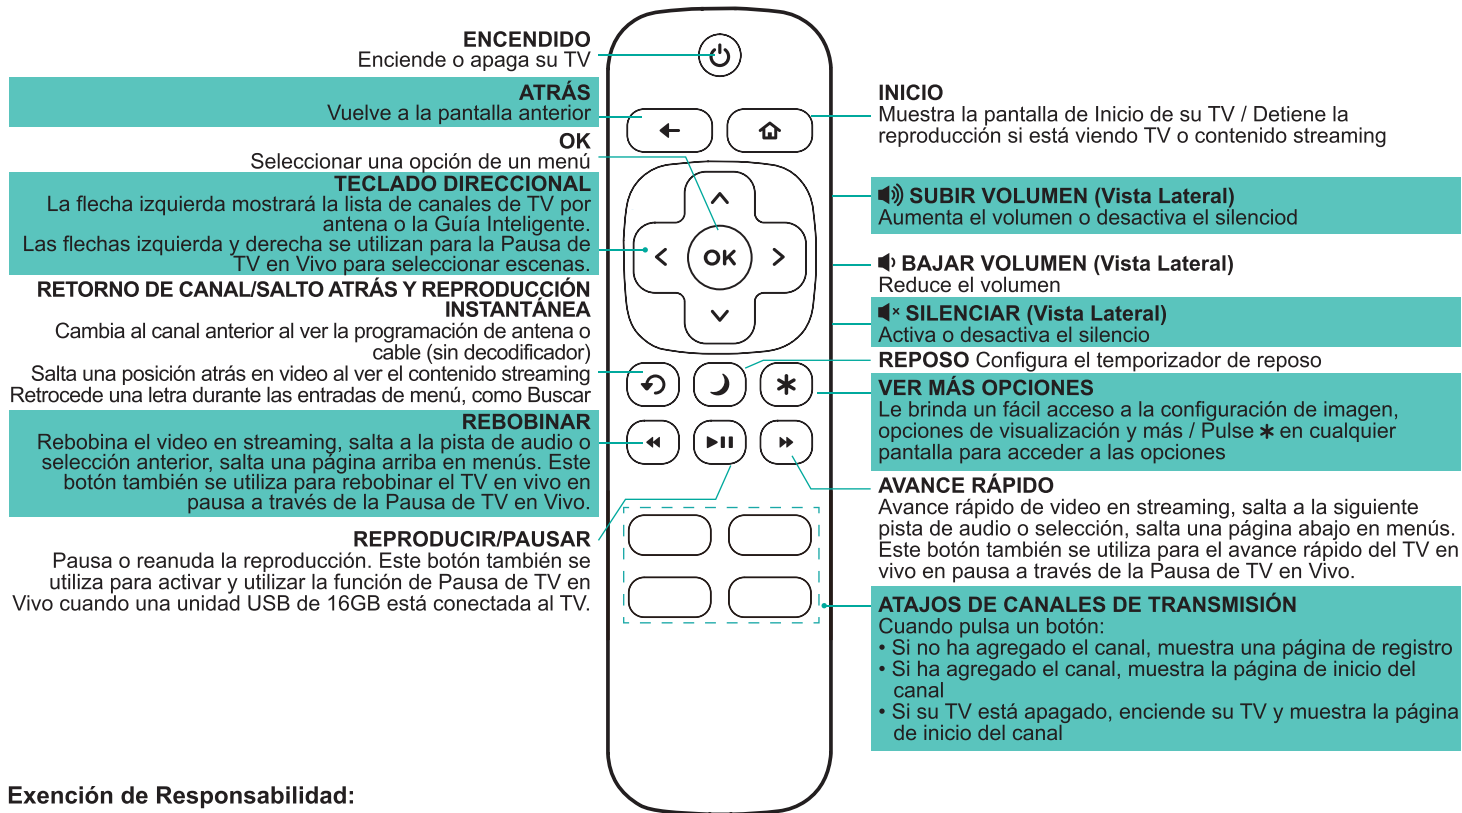 ENCENDIDO
Enciende o apaga su TV
ATRÁS
Vuelve a la pantalla anterior
OK
Seleccionar una opción de un menú
TECLADO DIRECCIONAL
La flecha izquierda mostrará la lista de canales de TV por
antena o la Guía Inteligente.
Las flechas izquierda y derecha se utilizan para la Pausa de
TV en Vivo para seleccionar escenas.
RETORNO DE CANAL/SALTO ATRÁS Y REPRODUCCIÓN
INSTANTÁNEA
Cambia al canal anterior al ver la programación de antena o
cable (sin decodificador)
Salta una posición atrás en video al ver el contenido streaming
Retrocede una letra durante las entradas de menú, como Buscar
REBOBINAR
Rebobina el video en streaming, salta a la pista de audio o
selección anterior, salta una página arriba en menús. Este
botón también se utiliza para rebobinar el TV en vivo en
pausa a través de la Pausa de TV en Vivo.
REPRODUCIR/PAUSAR
Pausa o reanuda la reproducción. Este botón también se
utiliza para activar y utilizar la función de Pausa de TV en
Vivo cuando una unidad USB de 16GB está conectada al TV.
OK
INICIO
Muestra la pantalla de Inicio de su TV / Detiene la
reproducción si está viendo TV o contenido streaming
SUBIR VOLUMEN (Vista Lateral)
Aumenta el volumen o desactiva el silenciod
BAJAR VOLUMEN (Vista Lateral)
Reduce el volumen
SILENCIAR (Vista Lateral)
Activa o desactiva el silencio
REPOSO Configura el temporizador de reposo
VER MÁS OPCIONES
Le brinda un fácil acceso a la configuración de imagen,
opciones de visualización y más / Pulse * en cualquier
pantalla para acceder a las opciones
AVANCE RÁPIDO
Avance rápido de video en streaming, salta a la siguiente
pista de audio o selección, salta una página abajo en menús.
Este botón también se utiliza para el avance rápido del TV en
vivo en pausa a través de la Pausa de TV en Vivo.
ATAJOS DE CANALES DE TRANSMISIÓN
Cuando pulsa un botón:
• Si no ha agregado el canal, muestra una página de registro
• Si ha agregado el canal, muestra la página de inicio del
canal
• Si su TV está apagado, enciende su TV y muestra la página
de inicio del canal
Exención de Responsabilidad: